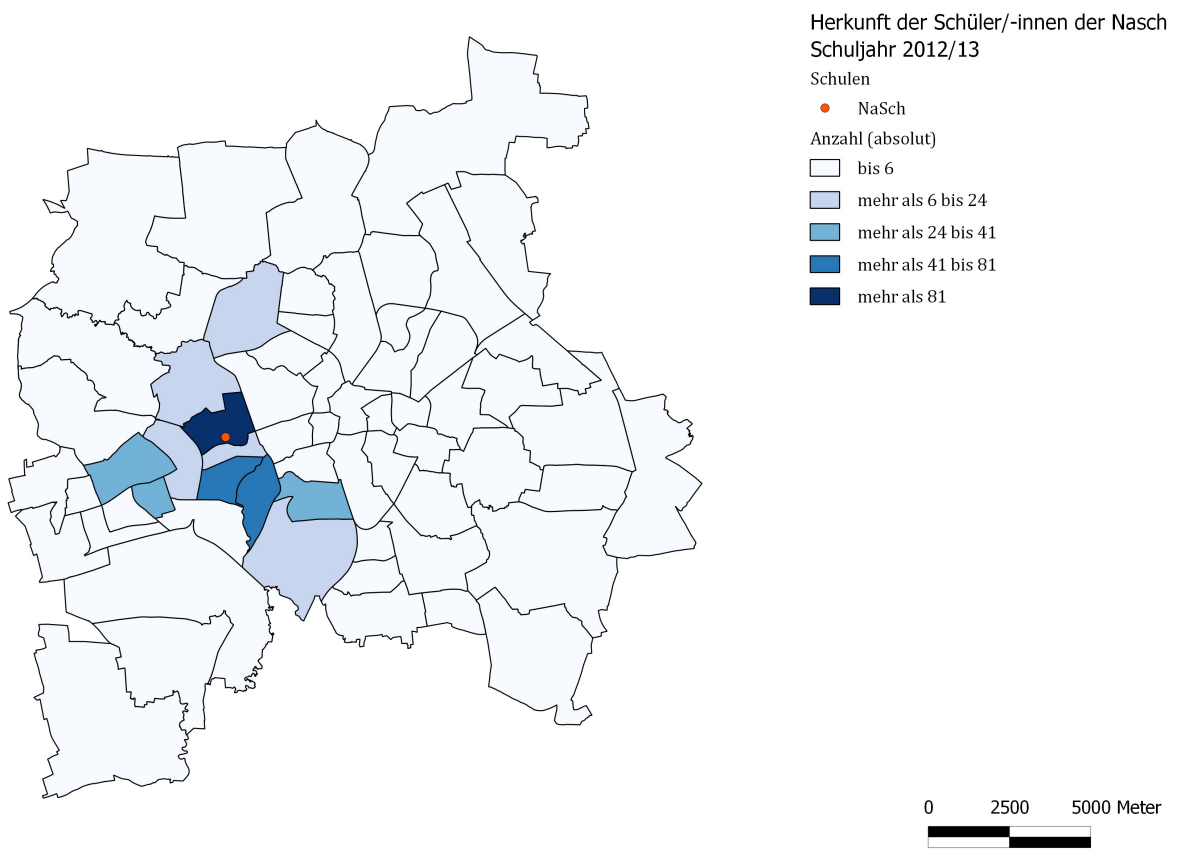 Herkunft der Schüler/-innen der Nasch
Schuljahr 2012/13
Schulen
NaSch
Anzahl (absolut)
bis 6
mehr als 6 bis 24
mehr als 24 bis 41
mehr als 41 bis 81
mehr als 81
0 2500 5000 Meter